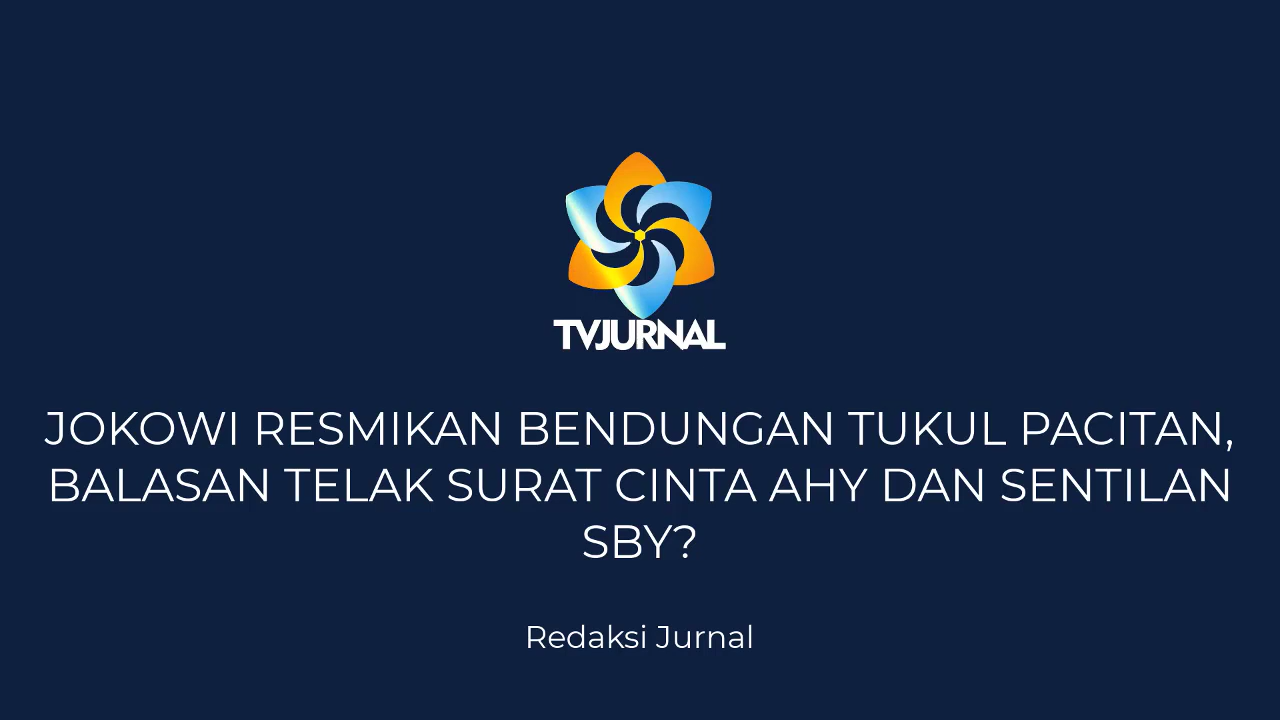 TVJURNAL
JOKOWI RESMIKAN BENDUNGAN TUKUL PACITAN,
BALASAN TELAK SURAT CINTA AHY DAN SENTILAN
SBY?
Redaksi Jurnal